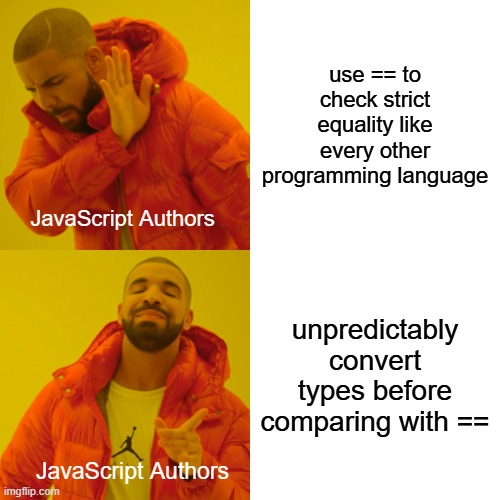 use == to
check strict
equality like
every other
programming language
JavaScript Authors
unpredictably
convert
types before
comparing with ==
JavaScript Authors
imgflip.com